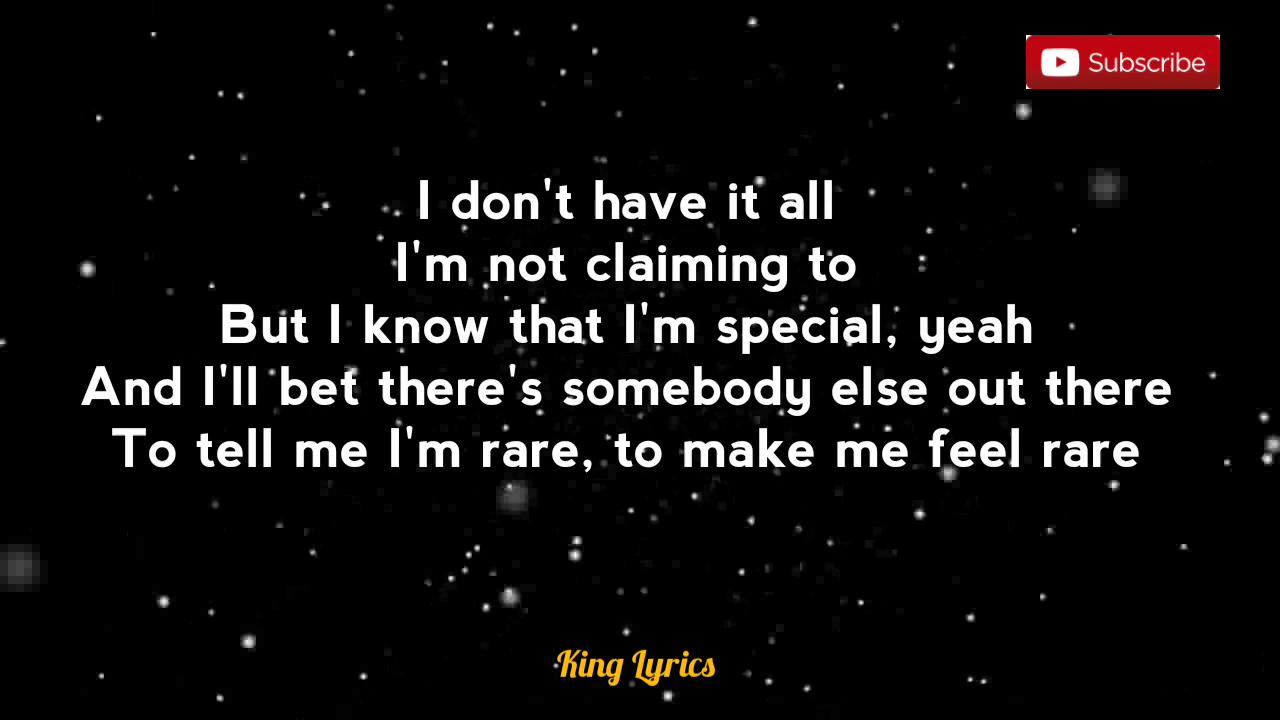 Subscribe
I don't have it all
I'm not claiming to
But I know that I'm special, yeah
And I'll bet there's somebody else out there
To tell me I'm rare, to make me feel rare
King Lyrics